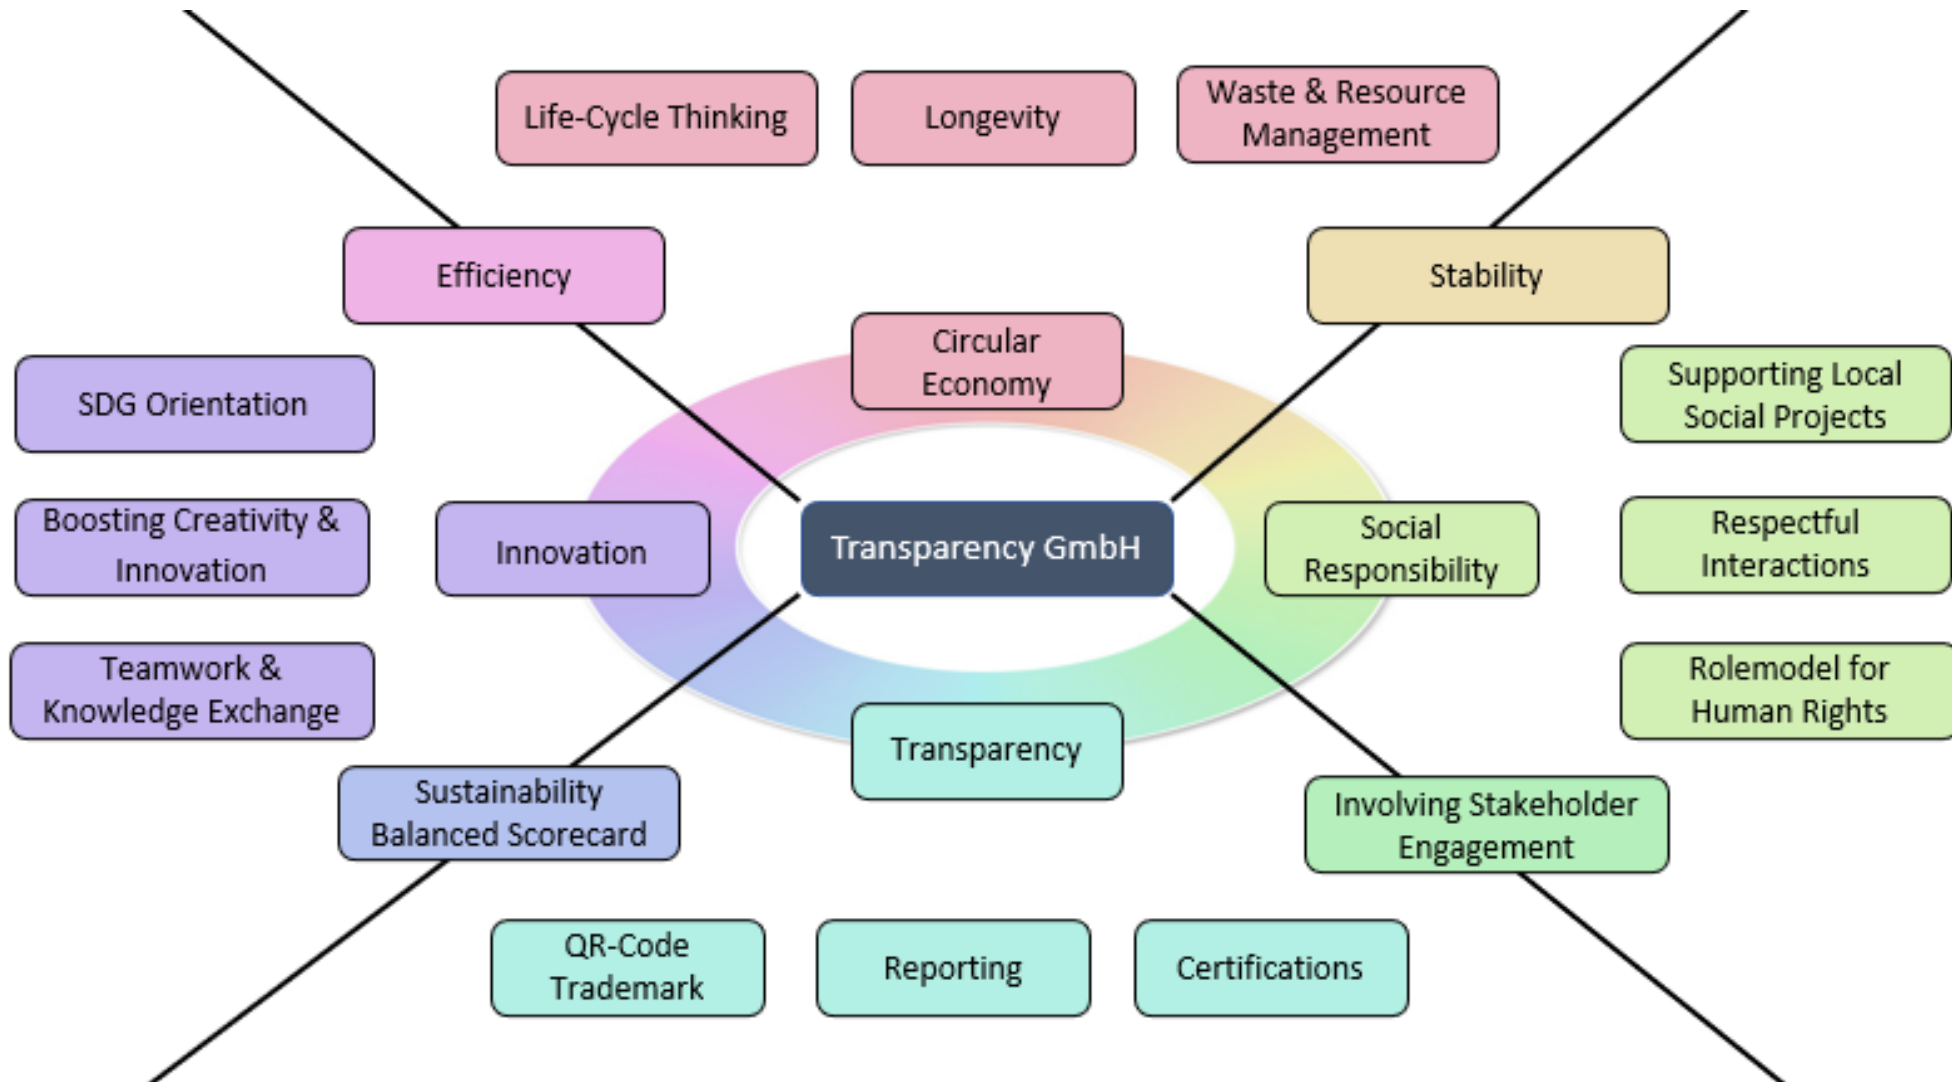 Life-Cycle Thinking
Longevity
Waste & Resource
Management
Efficiency
Stability
Circular
Economy
SDG Orientation
Supporting Local
Social Projects
Boosting Creativity &
Innovation
Innovation
Transparency GmbH
Social
Responsibility
Respectful
Interactions
Teamwork &
Knowledge Exchange
Rolemodel for
Human Rights
Transparency
Sustainability
Balanced Scorecard
Involving Stakeholder
Engagement
QR-Code
Trademark
Reporting
Certifications